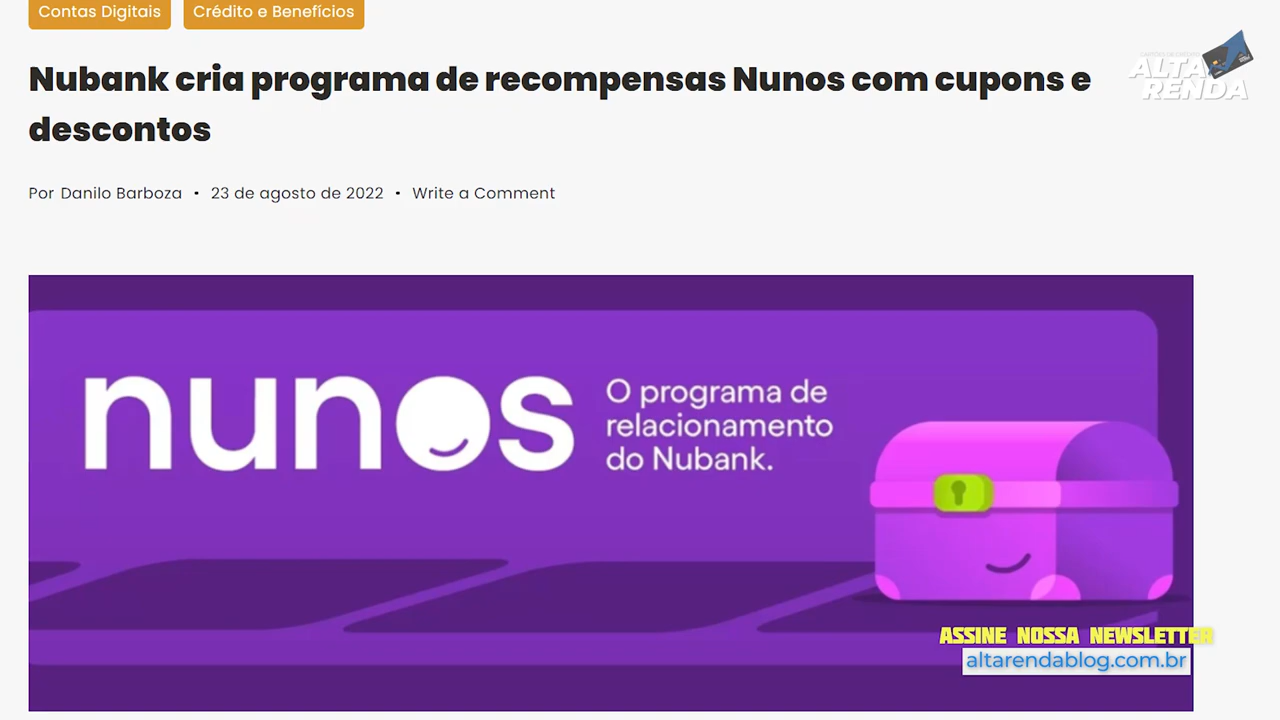 Contas Digitais
Crédito e Benefícios
Nubank cria programa de recompensas Nunos com cupons e
descontos
Por Danilo Barboza • 23 de agosto de 2022 • Write a Comment
ALTA
RENDA
nunos
O programa de
relacionamento
do Nubank.
ASSINE NOSSA NEWSLETTER
altarendablog.com.br